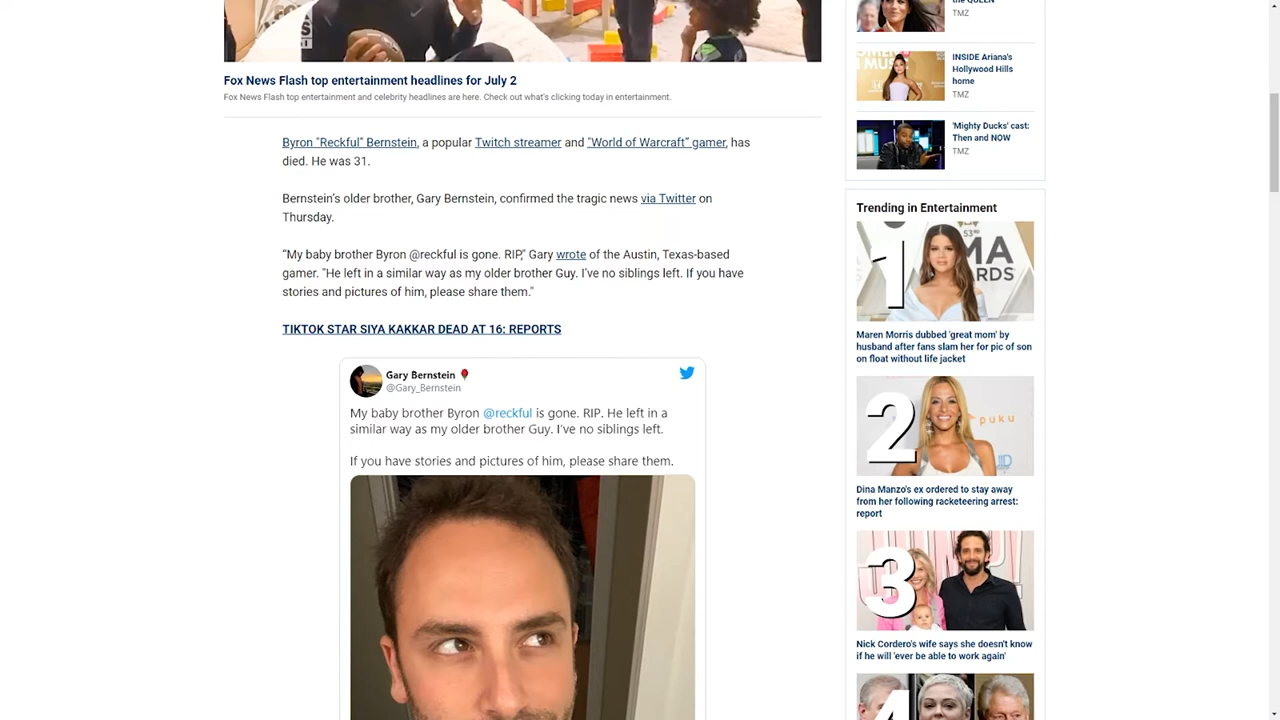 the QUEEN
TMZ
INSIDE Ariana's
Hollywood Hills
home
TMZ
'Mighty Ducks' cast:
Then and NOW
TMZ
Fox News Flash top entertainment headlines for July 2
Fox News Flash top entertainment and celebrity headlines are here. Check out what's clicking today in entertainment.
Byron "Reckful" Bernstein, a popular Twitch streamer and "World of Warcraft" gamer, has
died. He was 31.
Bernstein's older brother, Gary Bernstein, confirmed the tragic news via Twitter on
Thursday.
"My baby brother Byron @reckful is gone. RIP," Gary wrote of the Austin, Texas-based
gamer. "He left in a similar way as my older brother Guy. I've no siblings left. If you have
stories and pictures of him, please share them."
TIKTOK STAR SIYA KAKKAR DEAD AT 16: REPORTS
Gary Bernstein
@Gary_Bernstein
My baby brother Byron @reckful is gone. RIP. He left in a
similar way as my older brother Guy. I've no siblings left.
If you have stories and pictures of him, please share them.
Trending in Entertainment
1
Maren Morris dubbed 'great mom' by
husband after fans slam her for pic of son
on float without life jacket
2
puku
Dina Manzo's ex ordered to stay away
from her following racketeering arrest:
report
3
Nick Cordero's wife says she doesn't know
if he will 'ever be able to work again'
4